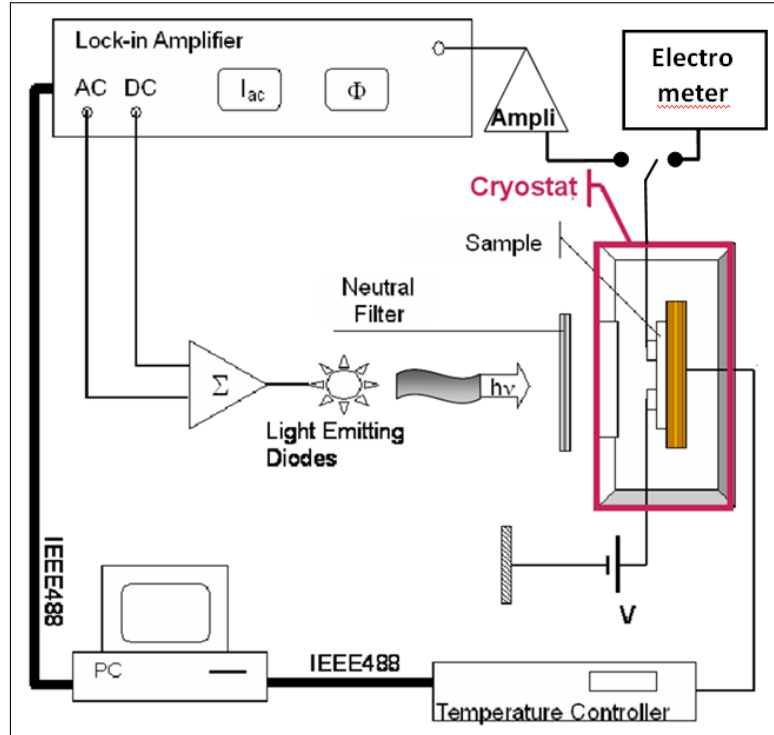 Lock-in Amplifier
AC DC
I_ac
Φ
Ampli
Electro
meter
Cryostat
Sample
Neutral
Filter
Σ
hν
Light Emitting
Diodes
V
IEEE488
PC
IEEE488
Temperature Controller